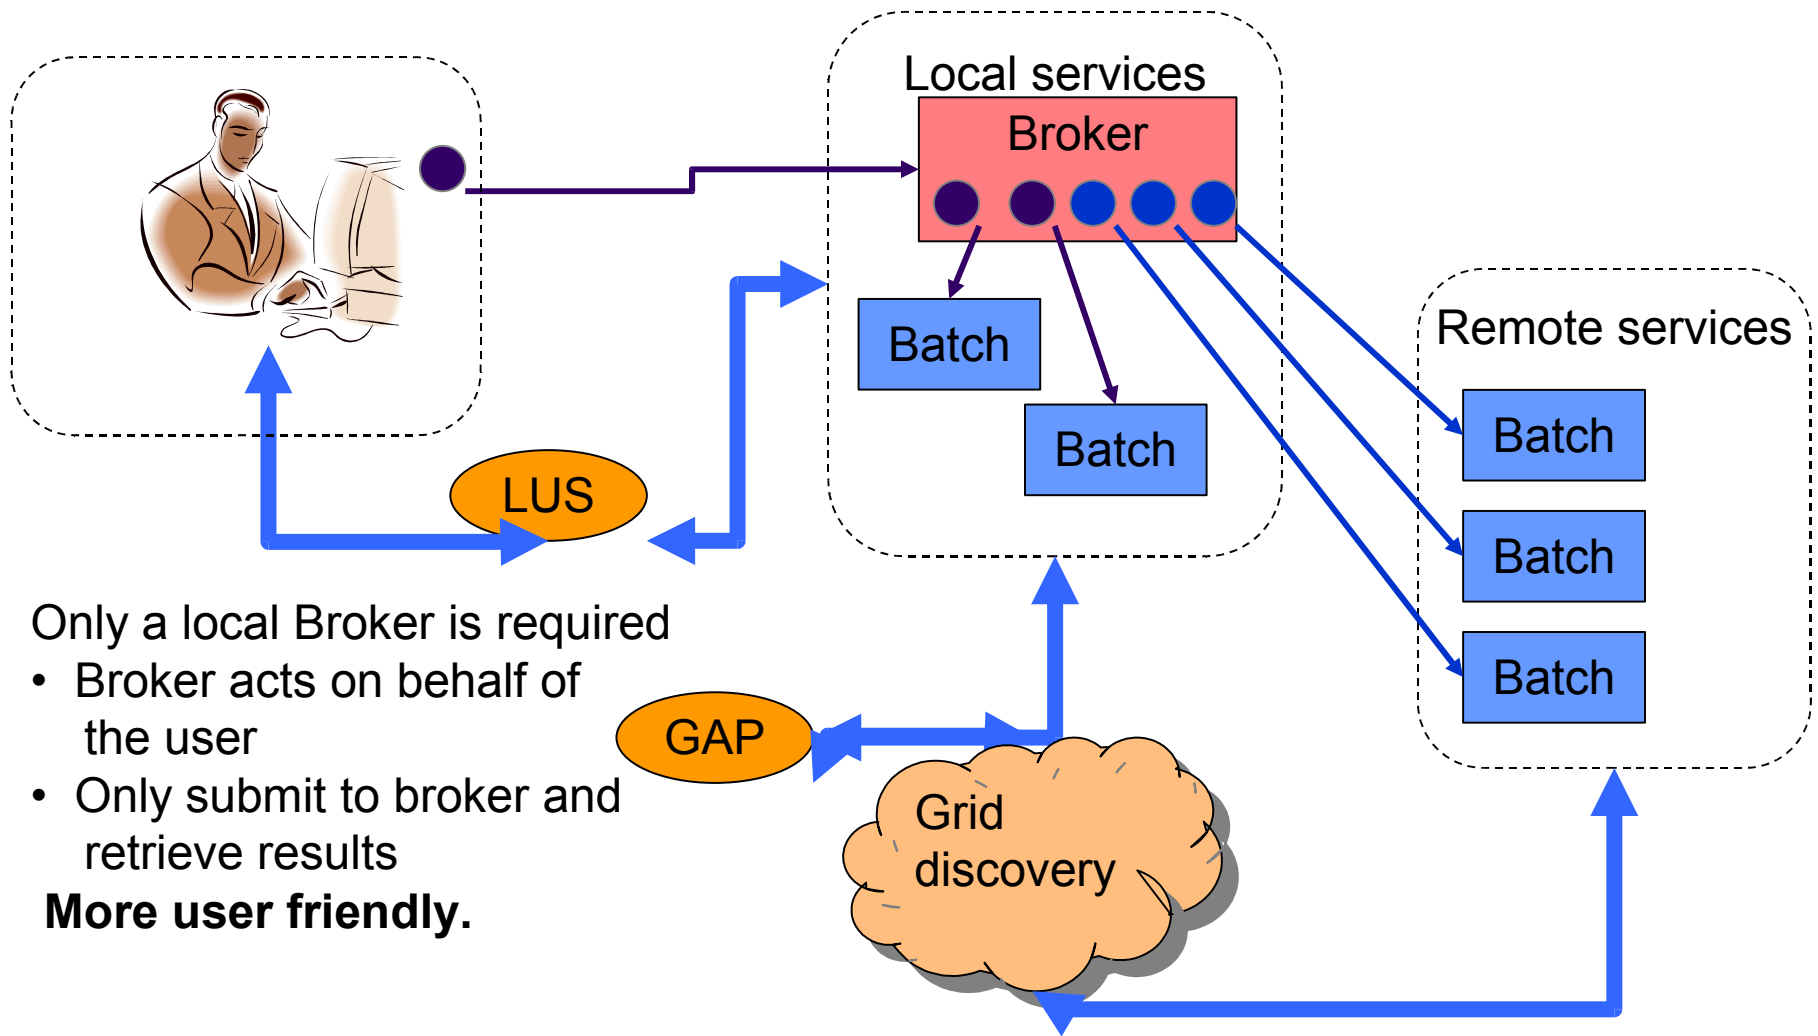 Local services
Broker
Batch
Batch
Remote services
Batch
Batch
Batch
LUS
GAP
Grid
discovery
Only a local Broker is required
• Broker acts on behalf of
the user
• Only submit to broker and
retrieve results
More user friendly.